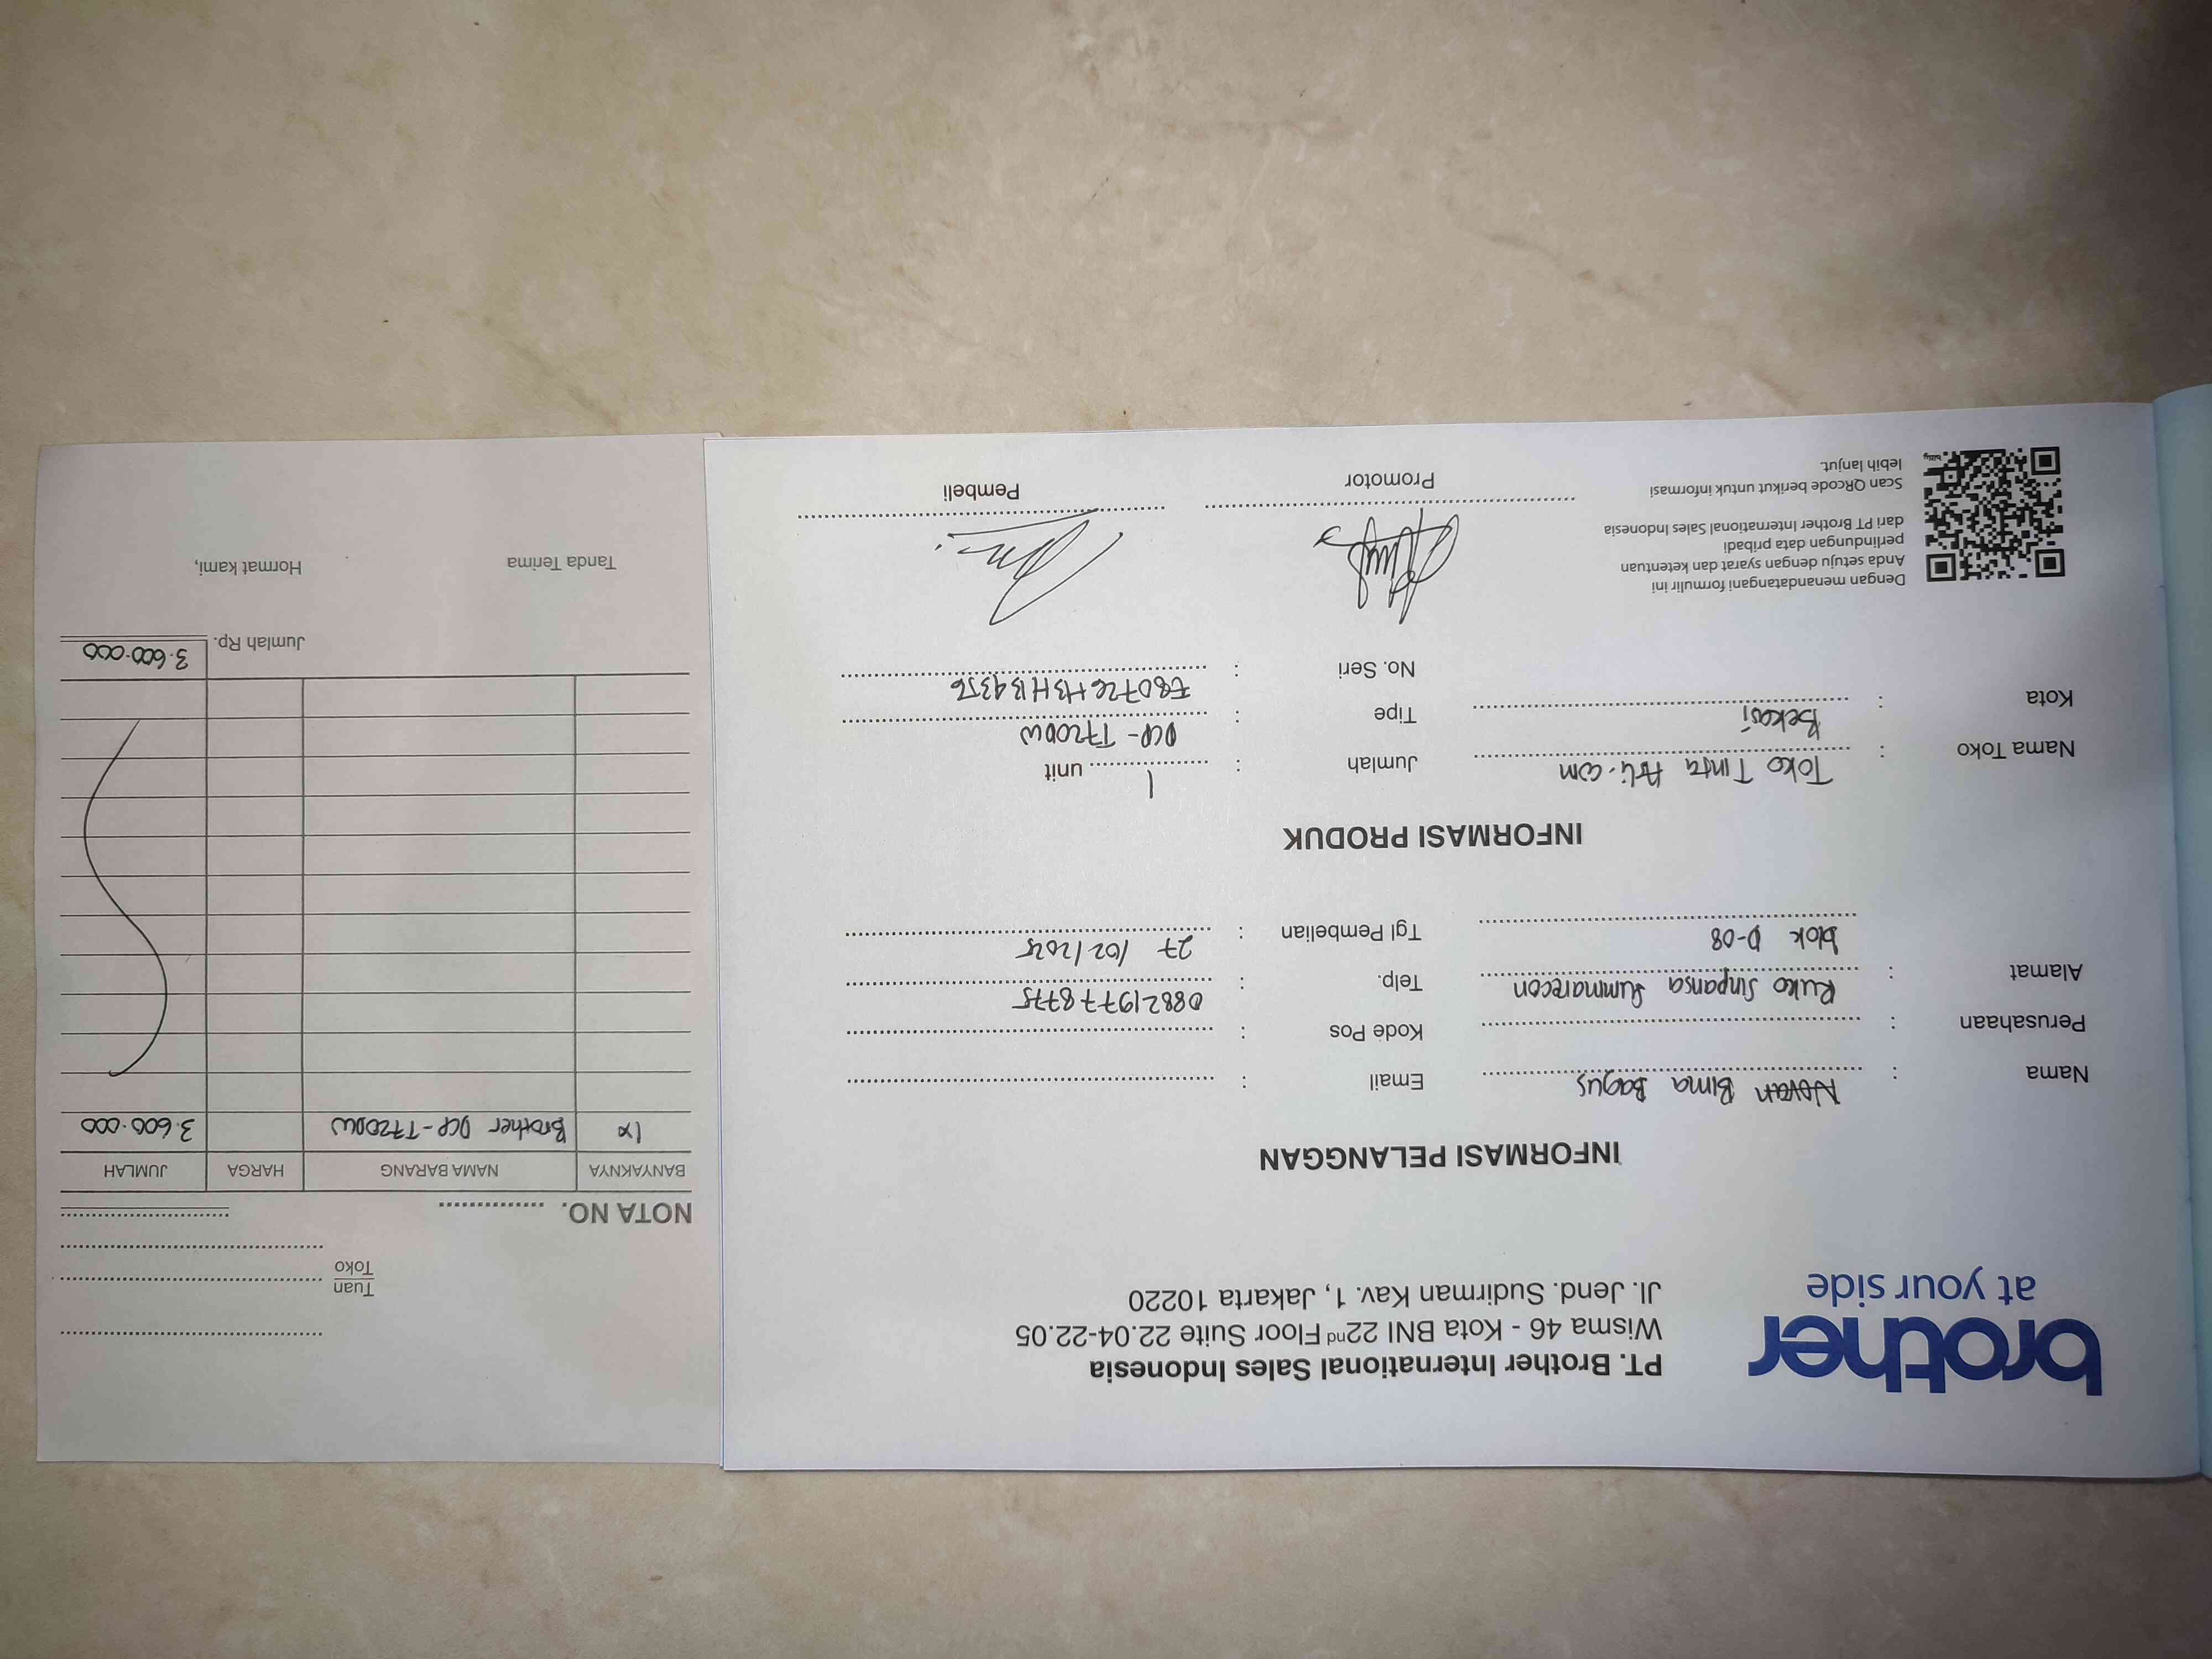 brother
at your side
PT. Brother International Sales Indonesia
Wisma 46 - Kota BNI 22nd Floor Suite 22.04-22.05
Jl. Jend. Sudirman Kav. 1, Jakarta 10220
INFORMASI PELANGGAN
Nama : Novan Bima Bagus
Perusahaan :
Alamat : Ruko Sinpansa Summarecon
blok D-08
Email :
Kode Pos :
Telp. : 088219778775
Tgl Pembelian : 27 /02/2025
INFORMASI PRODUK
Nama Toko : Toko Tinta Asli.com
Kota : Bekasi
Jumlah : 1 unit
Tipe : DCP-T720DW
No. Seri :
Dengan menandatangani formulir ini
Anda setuju dengan syarat dan ketentuan
perlindungan data pribadi
dari PT Brother International Sales Indonesia
Scan QRcode berikut untuk informasi
lebih lanjut.
Promotor
Pembeli
Tuan
Toko
NOTA NO.
BANYAKNYA NAMA BARANG HARGA JUMLAH
1x Brother DCP-T720DW 3.600.000
Jumlah Rp. 3.600.000
Tanda Terima
Hormat kami,